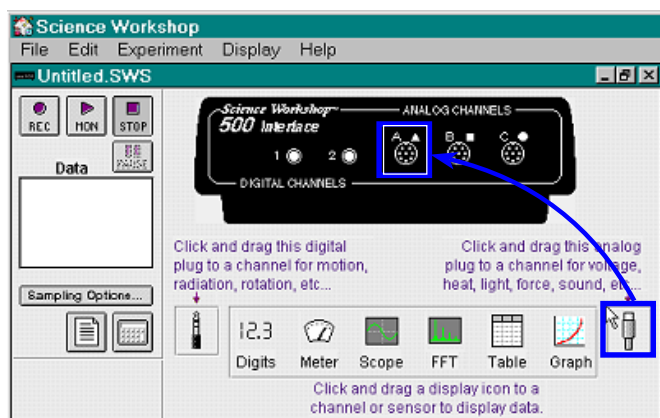 Science Workshop
File Edit Experiment Display Help
Untitled.SWS
REC MON STOP
PAUSE
Data
Sampling Options...
Science Workshop
500 Interface
ANALOG CHANNELS
A B C
1 2
DIGITAL CHANNELS
Click and drag this digital
plug to a channel for motion,
radiation, rotation, etc...
Click and drag this analog
plug to a channel for voltage,
heat, light, force, sound, etc...
12.3
Digits Meter Scope FFT Table Graph
Click and drag a display icon to a
channel or sensor to display data.